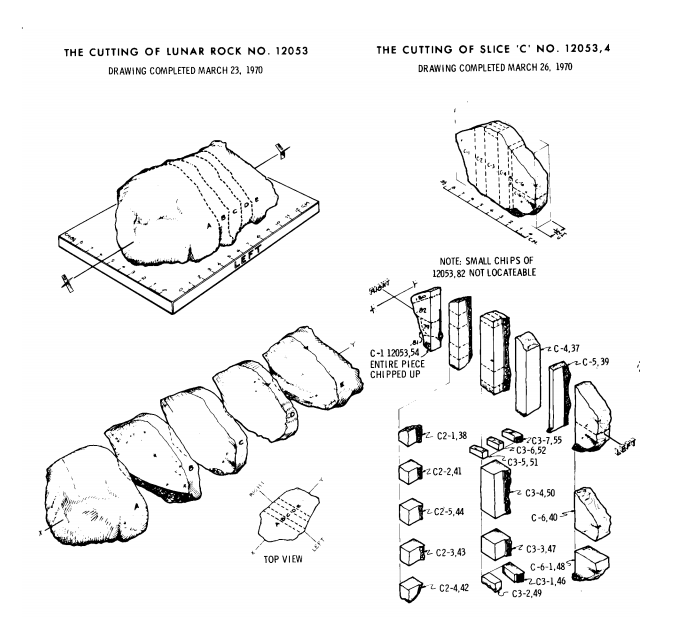 THE CUTTING OF LUNAR ROCK NO. 12053
DRAWING COMPLETED MARCH 23, 1970
A B C D E
LEFT
A
B
C
D
E
X
Y
RIGHT
A B C D E
LEFT
TOP VIEW
THE CUTTING OF SLICE 'C' NO. 12053,4
DRAWING COMPLETED MARCH 26, 1970
CM
NOTE: SMALL CHIPS OF
12053,82 NOT LOCATEABLE
RIGHT
.82
.81
C-1 12053,54
ENTIRE PIECE
CHIPPED UP
C-4,37
C-5,39
LEFT
C2-1,38
C2-2,41
C2-5,44
C2-3,43
C2-4,42
C3-7,55
C3-6,52
C3-5,51
C3-4,50
C3-3,47
C3-1,46
C3-2,49
C-6,40
C-6-1,48